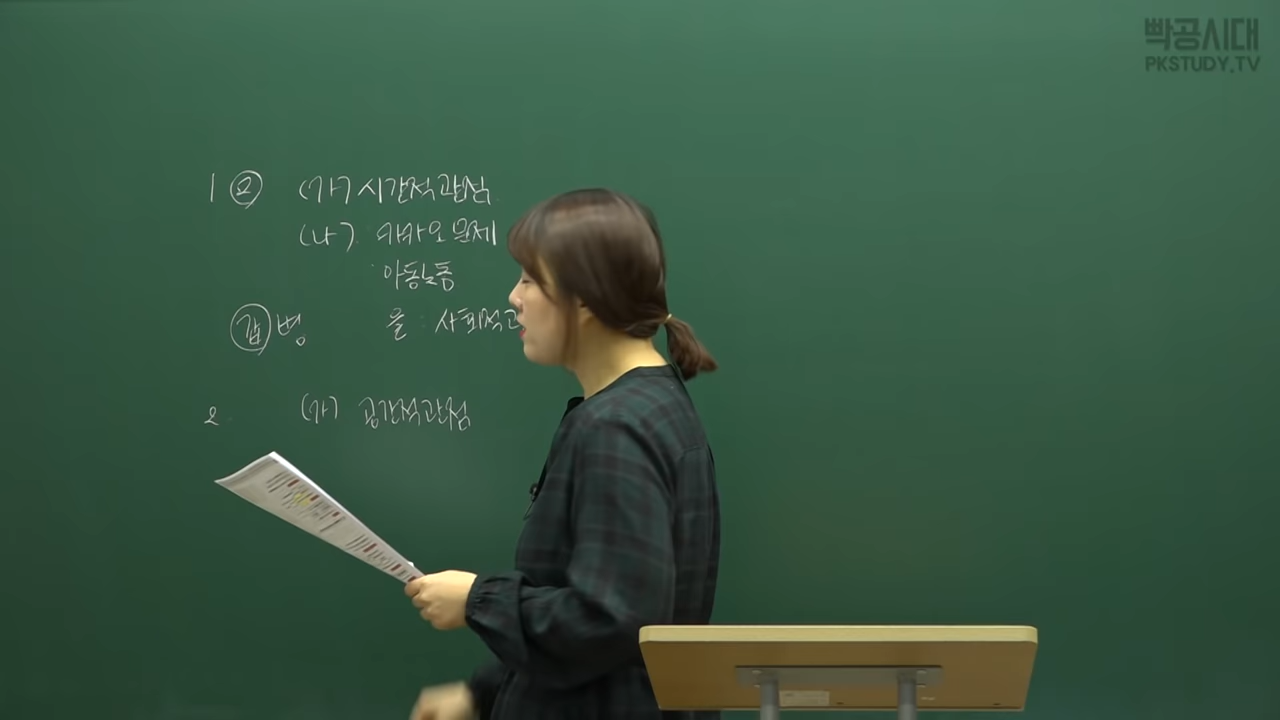 빡공시대
PKSTUDY.TV
1 ② (가) 시간적관점
(나) 카카오 문제
아동노동
갑 병 을 : 사회적
2. (가) 공간적관점